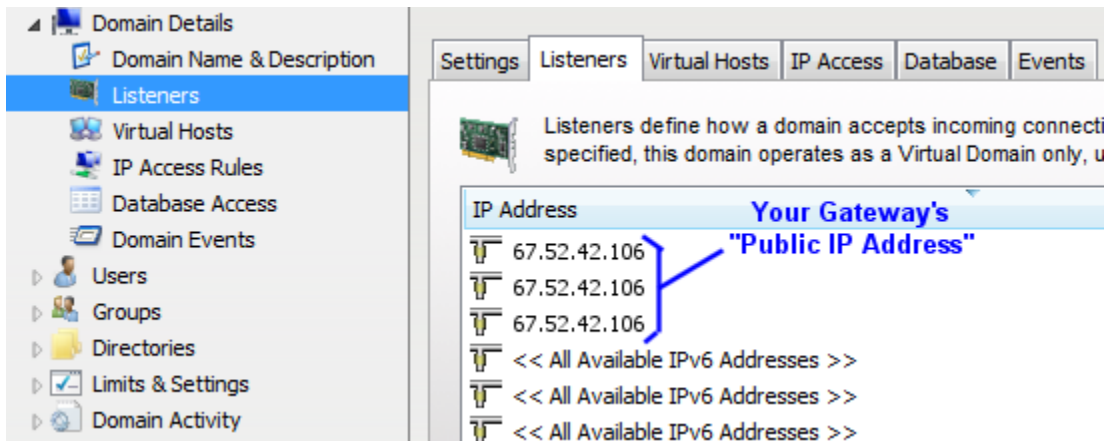 Domain Details
Domain Name & Description
Listeners
Virtual Hosts
IP Access Rules
Database Access
Domain Events
Users
Groups
Directories
Limits & Settings
Domain Activity
Settings Listeners Virtual Hosts IP Access Database Events
Listeners define how a domain accepts incoming connecti
specified, this domain operates as a Virtual Domain only, u
IP Address
Your Gateway's
"Public IP Address"
67.52.42.106
67.52.42.106
67.52.42.106
<< All Available IPv6 Addresses >>
<< All Available IPv6 Addresses >>
<< All Available IPv6 Addresses >>